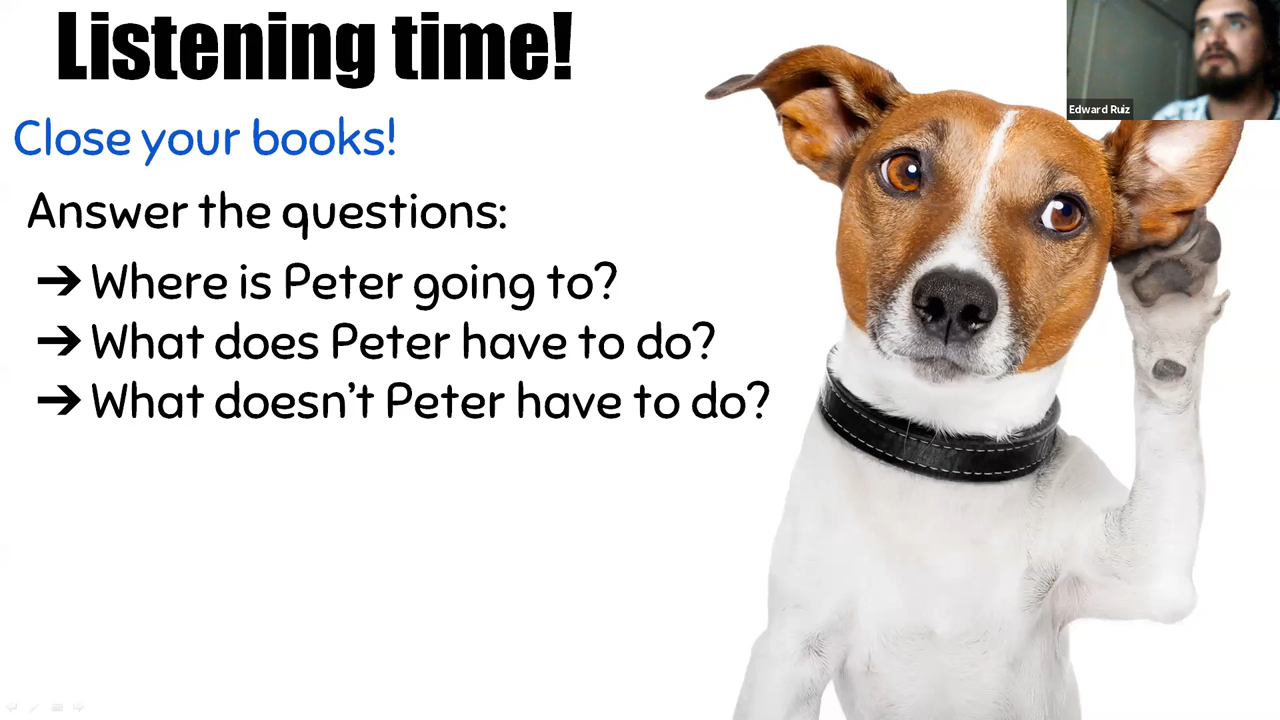 Listening time!
Edward Ruiz
Close your books!
Answer the questions:
➔ Where is Peter going to?
➔ What does Peter have to do?
➔ What doesn't Peter have to do?